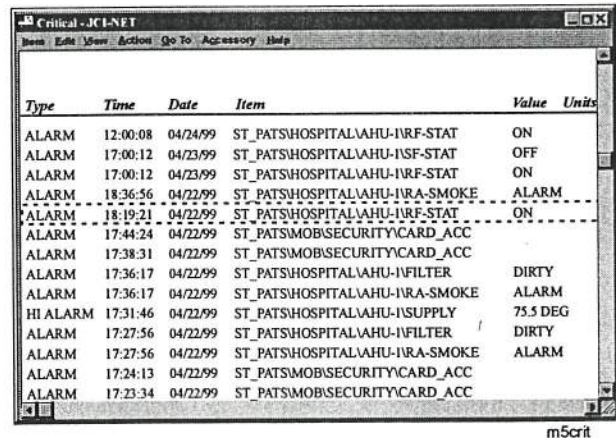 Critical - JCI-NET
Item Edit View Action Go To Accessory Help
Type Time Date Item Value Units
ALARM 12:00:08 04/24/99 ST_PATS\HOSPITAL\AHU-1\RF-STAT ON
ALARM 17:00:12 04/23/99 ST_PATS\HOSPITAL\AHU-1\SF-STAT OFF
ALARM 17:00:12 04/23/99 ST_PATS\HOSPITAL\AHU-1\RF-STAT ON
ALARM 18:36:56 04/22/99 ST_PATS\HOSPITAL\AHU-1\RA-SMOKE ALARM
ALARM 18:19:21 04/22/99 ST_PATS\HOSPITAL\AHU-1\RF-STAT ON
ALARM 17:44:24 04/22/99 ST_PATS\MOB\SECURITY\CARD_ACC
ALARM 17:38:31 04/22/99 ST_PATS\MOB\SECURITY\CARD_ACC
ALARM 17:36:17 04/22/99 ST_PATS\HOSPITAL\AHU-1\FILTER DIRTY
ALARM 17:36:17 04/22/99 ST_PATS\HOSPITAL\AHU-1\RA-SMOKE ALARM
HI ALARM 17:31:46 04/22/99 ST_PATS\HOSPITAL\AHU-1\SUPPLY 75.5 DEG
ALARM 17:27:56 04/22/99 ST_PATS\HOSPITAL\AHU-1\FILTER DIRTY
ALARM 17:27:56 04/22/99 ST_PATS\HOSPITAL\AHU-1\RA-SMOKE ALARM
ALARM 17:24:13 04/22/99 ST_PATS\MOB\SECURITY\CARD_ACC
ALARM 17:23:34 04/22/99 ST_PATS\MOB\SECURITY\CARD_ACC
m5crit